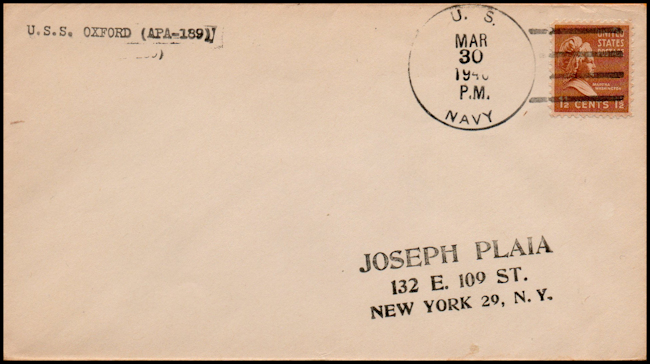 U.S.S. OXFORD (APA-189)
U. S.
MAR
30
P.M.
NAVY
UNITED
STATES
MARTHA
WASHINGTON
1½ CENTS 1½
JOSEPH PLAIA
132 E. 109 ST.
NEW YORK 29, N. Y.